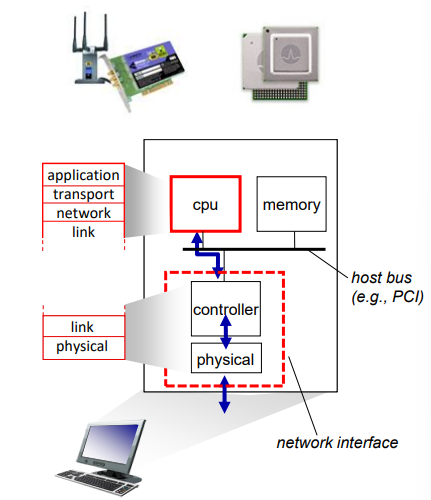 application
transport
network
link
cpu
memory
host bus
(e.g., PCI)
controller
link
physical
physical
network interface